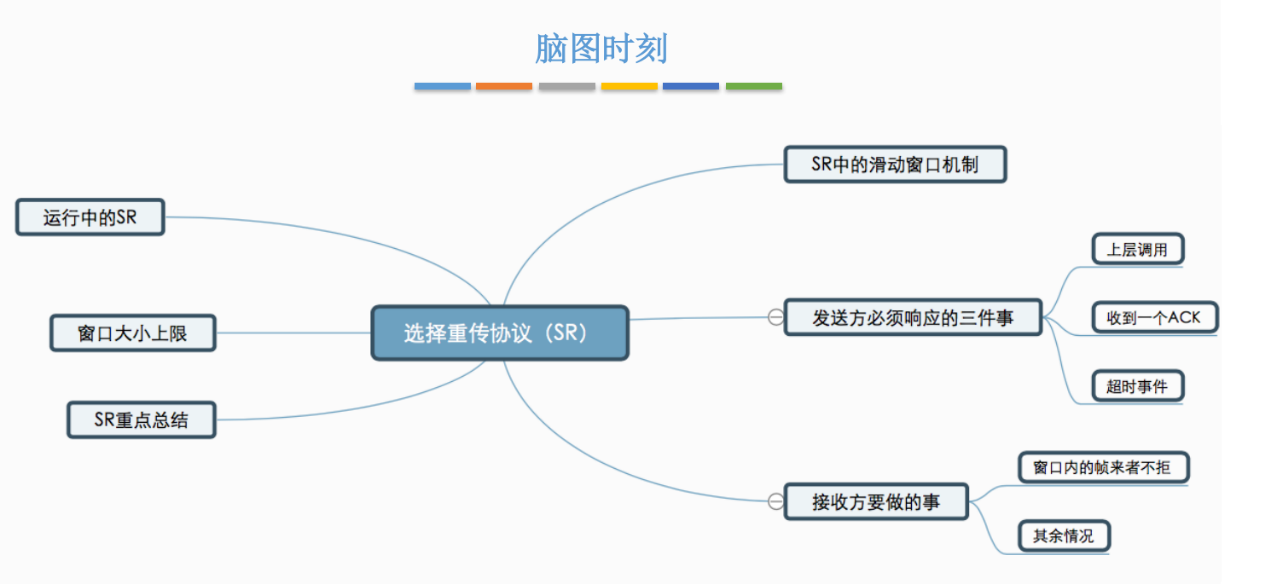 脑图时刻
SR中的滑动窗口机制
运行中的SR
上层调用
窗口大小上限
选择重传协议（SR）
发送方必须响应的三件事
收到一个ACK
超时事件
SR重点总结
窗口内的帧来者不拒
接收方要做的事
其余情况